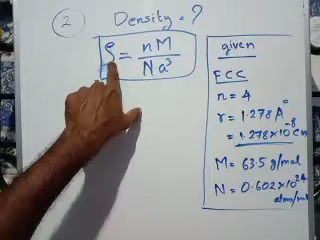 2 Density = ?
ρ = nM / Na³
given
FCC
n = 4
r = 1.278 A°
= 1.278×10⁻⁸ cm
M = 63.5 g/mol
N = 0.602×10²⁴
atoms/mol